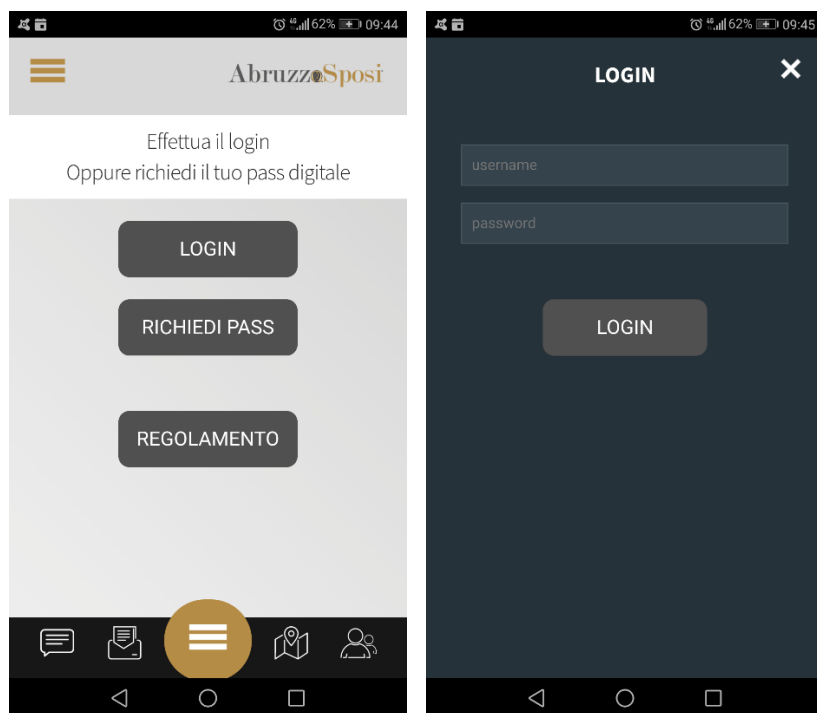 62% 09:44
AbruzzoSposi
Effettua il login
Oppure richiedi il tuo pass digitale
LOGIN
RICHIEDI PASS
REGOLAMENTO
62% 09:45
LOGIN
username
password
LOGIN